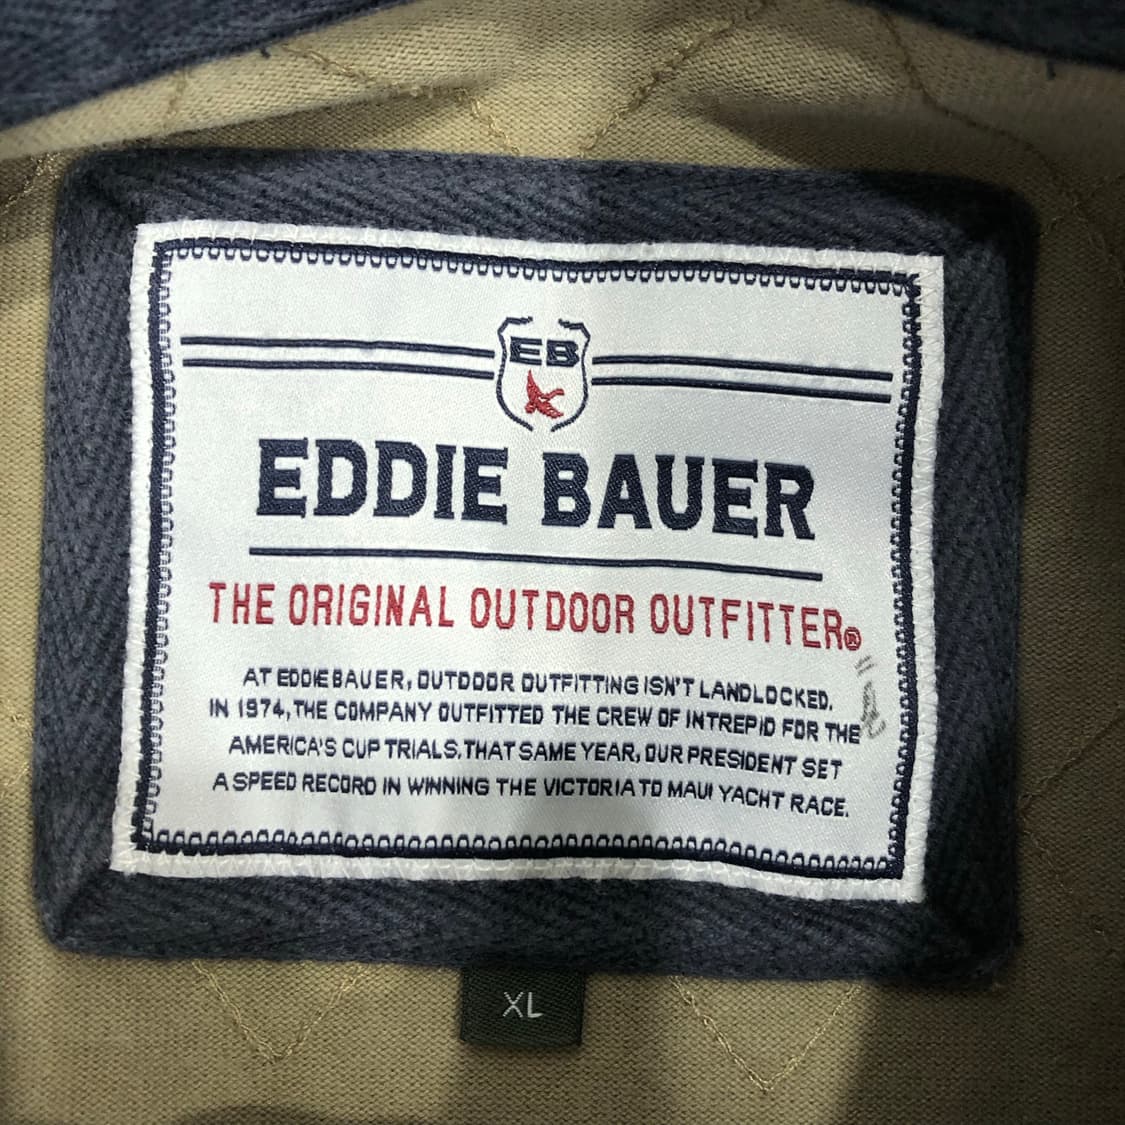 EB
EDDIE BAUER
THE ORIGINAL OUTDOOR OUTFITTER®
AT EDDIE BAUER, OUTDOOR OUTFITTING ISN'T LANDLOCKED.
IN 1974, THE COMPANY OUTFITTED THE CREW OF INTREPID FOR THE
AMERICA'S CUP TRIALS. THAT SAME YEAR, OUR PRESIDENT SET
A SPEED RECORD IN WINNING THE VICTORIA TO MAUI YACHT RACE.
XL